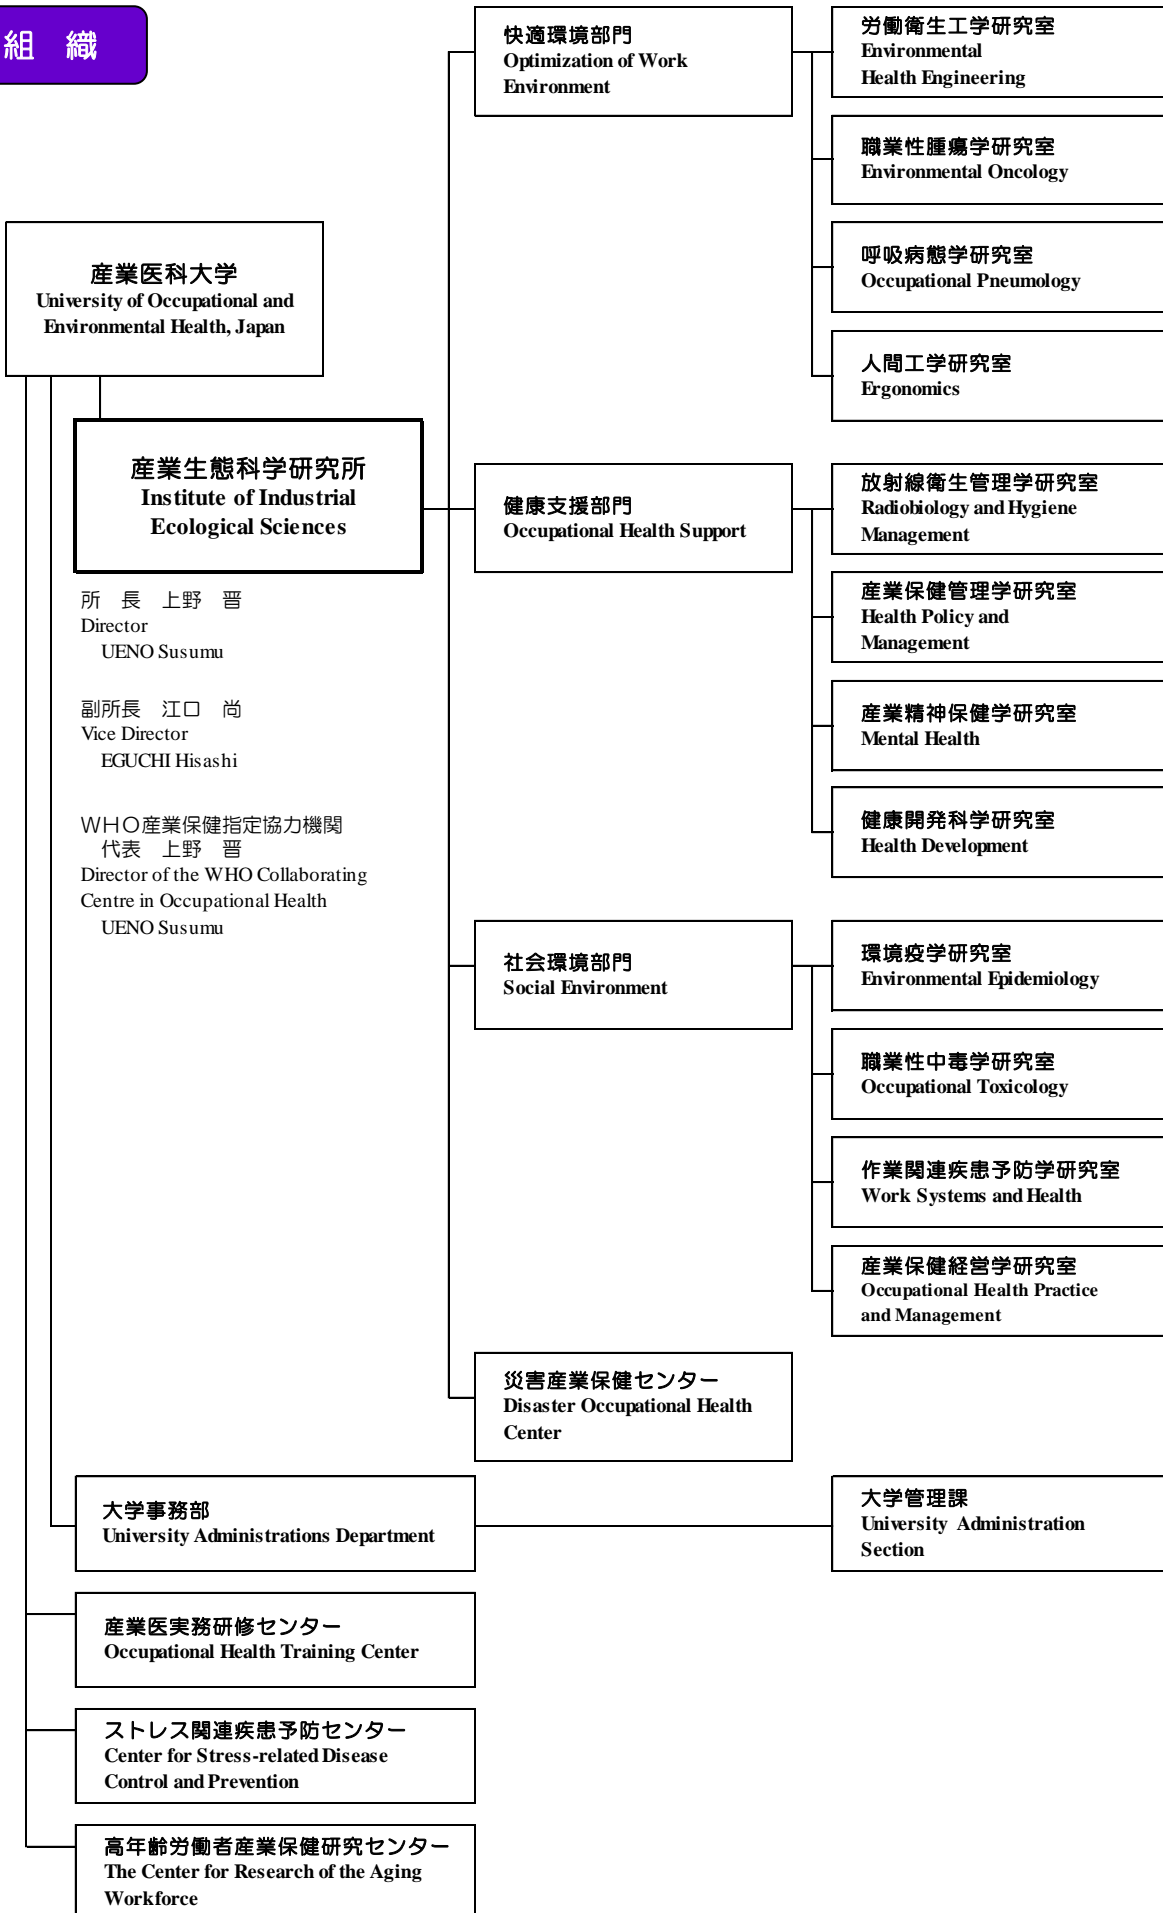 組　織
産業医科大学
University of Occupational and
Environmental Health, Japan
産業生態科学研究所
Institute of Industrial
Ecological Sciences
所　長　上野　晋
Director
UENO Susumu
副所長　江口　尚
Vice Director
EGUCHI Hisashi
WHO産業保健指定協力機関
代表　上野　晋
Director of the WHO Collaborating
Centre in Occupational Health
UENO Susumu
快適環境部門
Optimization of Work
Environment
労働衛生工学研究室
Environmental
Health Engineering
職業性腫瘍学研究室
Environmental Oncology
呼吸病態学研究室
Occupational Pneumology
人間工学研究室
Ergonomics
健康支援部門
Occupational Health Support
放射線衛生管理学研究室
Radiobiology and Hygiene
Management
産業保健管理学研究室
Health Policy and
Management
産業精神保健学研究室
Mental Health
健康開発科学研究室
Health Development
社会環境部門
Social Environment
環境疫学研究室
Environmental Epidemiology
職業性中毒学研究室
Occupational Toxicology
作業関連疾患予防学研究室
Work Systems and Health
産業保健経営学研究室
Occupational Health Practice
and Management
災害産業保健センター
Disaster Occupational Health
Center
大学事務部
University Administrations Department
大学管理課
University Administration
Section
産業医実務研修センター
Occupational Health Training Center
ストレス関連疾患予防センター
Center for Stress-related Disease
Control and Prevention
高年齢労働者産業保健研究センター
The Center for Research of the Aging
Workforce